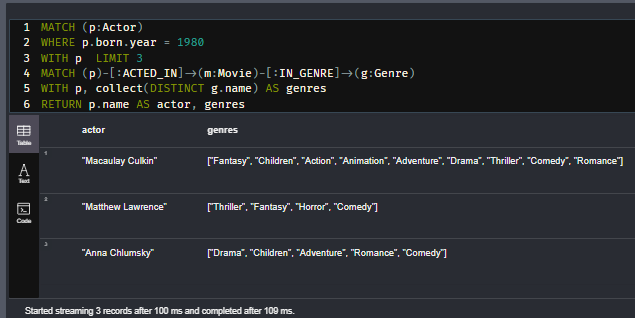 1 MATCH (p:Actor)
2 WHERE p.born.year = 1980
3 WITH p  LIMIT 3
4 MATCH (p)-[:ACTED_IN]→(m:Movie)-[:IN_GENRE]→(g:Genre)
5 WITH p, collect(DISTINCT g.name) AS genres
6 RETURN p.name AS actor, genres
Table
actor genres
1 "Macaulay Culkin" ["Fantasy", "Children", "Action", "Animation", "Adventure", "Drama", "Thriller", "Comedy", "Romance"]
A
Text
2 "Matthew Lawrence" ["Thriller", "Fantasy", "Horror", "Comedy"]
Code
3 "Anna Chlumsky" ["Drama", "Children", "Adventure", "Romance", "Comedy"]
Started streaming 3 records after 100 ms and completed after 109 ms.